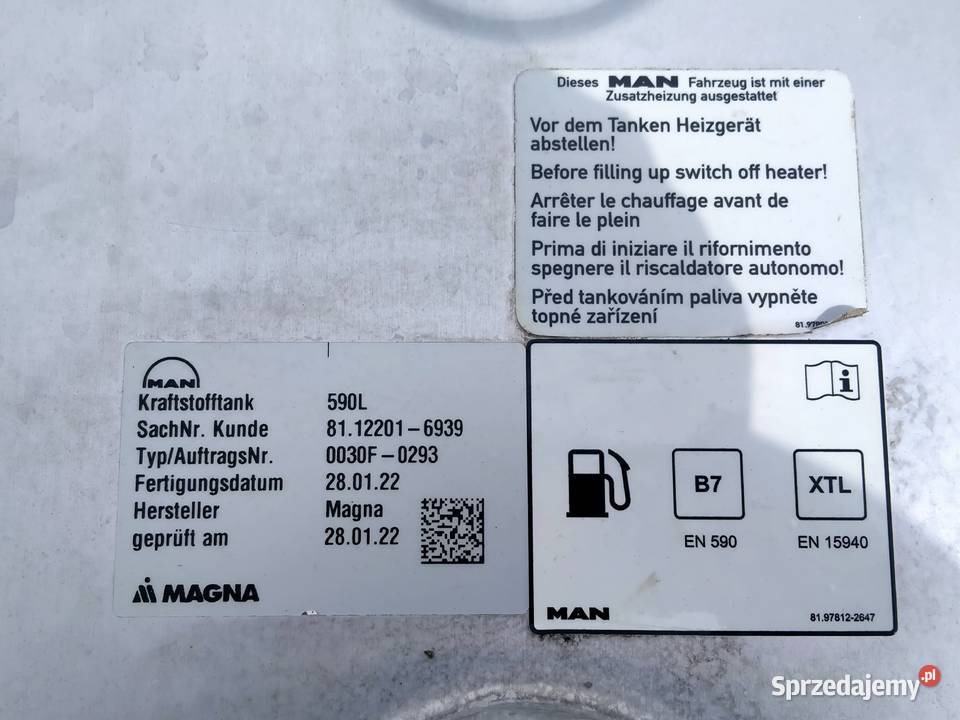 Dieses MAN Fahrzeug ist mit einer
Zusatzheizung ausgestattet
Vor dem Tanken Heizgerät
abstellen!
Before filling up switch off heater!
Arrêter le chauffage avant de
faire le plein
Prima di iniziare il rifornimento
spegnere il riscaldatore autonomo!
Před tankováním paliva vypněte
topné zařízení
MAN
Kraftstofftank 590L
SachNr. Kunde 81.12201-6939
Typ/AuftragsNr. 0030F-0293
Fertigungsdatum 28.01.22
Hersteller Magna
geprüft am 28.01.22
MAGNA
i
B7 XTL
EN 590 EN 15940
MAN 81.97812-2647
Sprzedajemy.pl